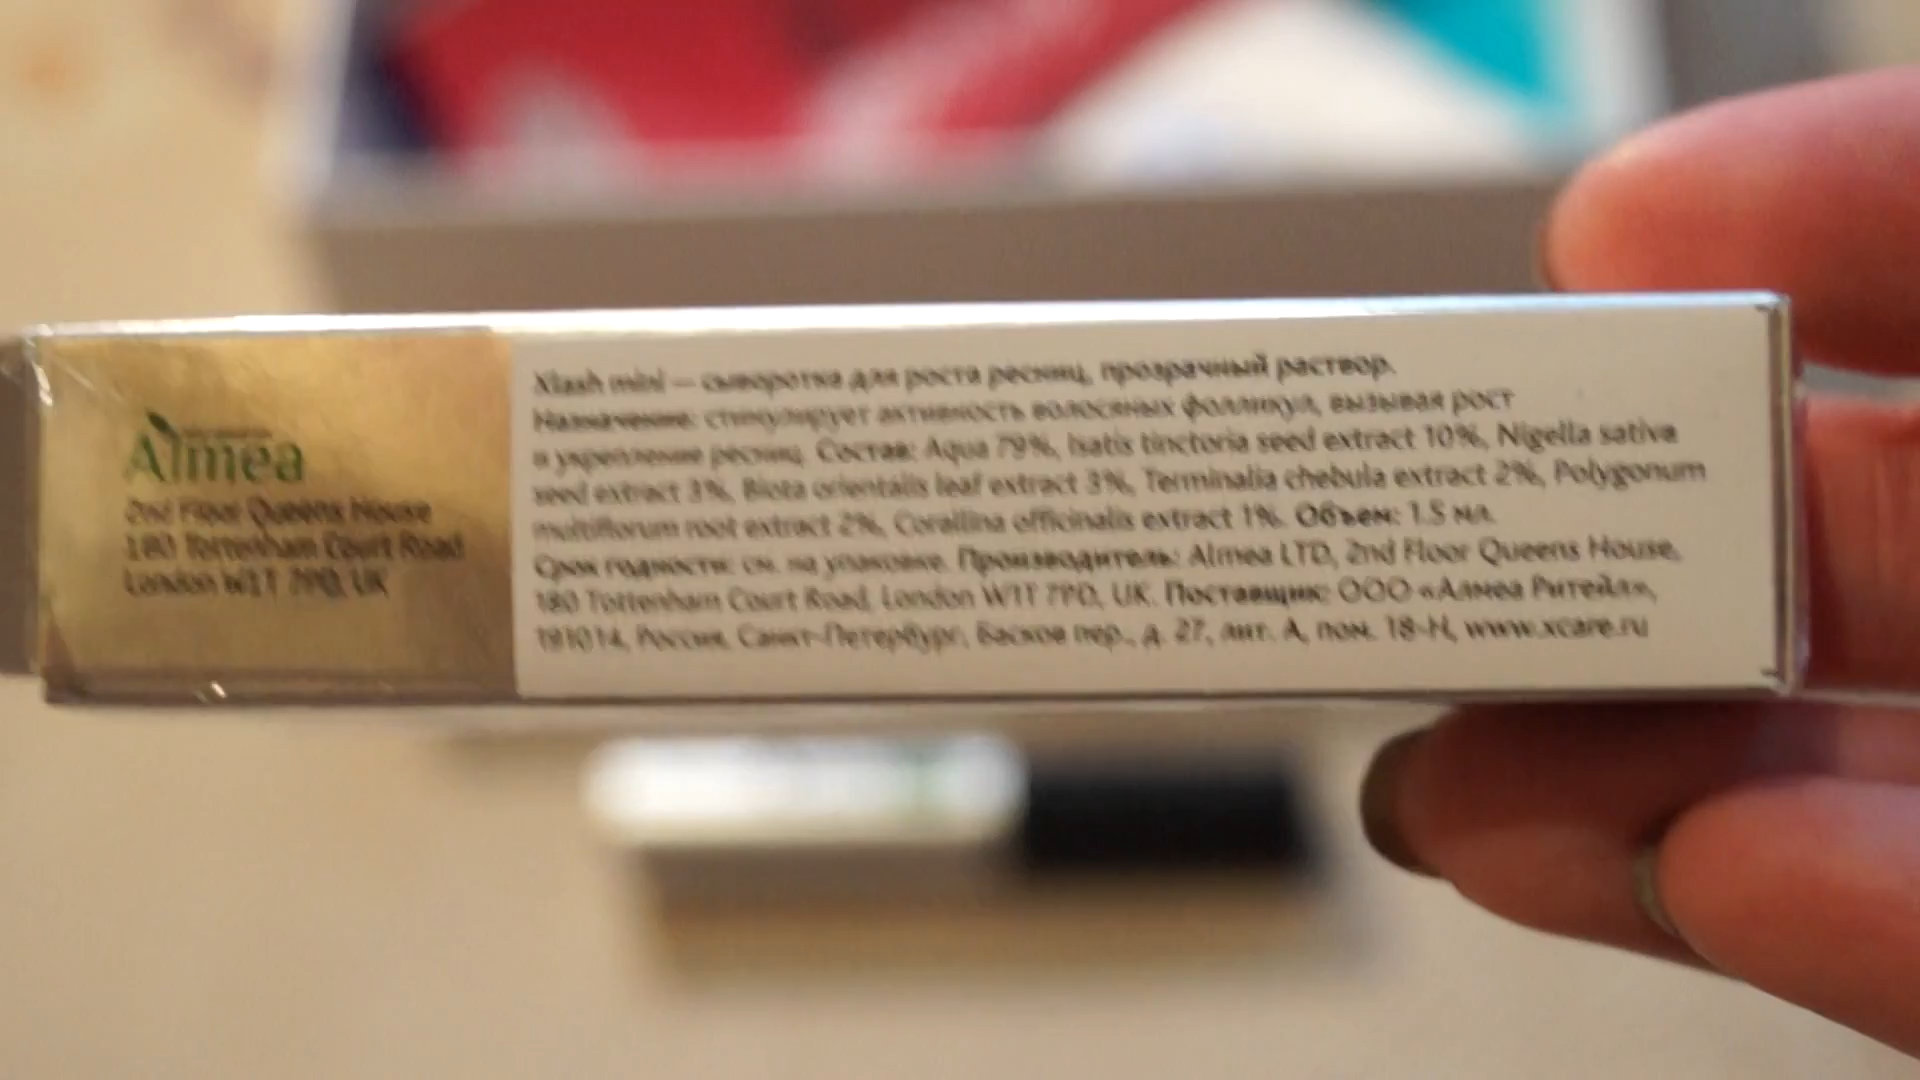 Almea
2nd Floor Queens House
180 Tottenham Court Road
London W1T 7PD, UK
Xlash mini — сыворотка для роста ресниц, прозрачный раствор.
Назначение: стимулирует активность волосяных фолликул, вызывая рост
и укрепление ресниц. Состав: Aqua 79%, Isatis tinctoria seed extract 10%, Nigella sativa
seed extract 3%, Biota orientalis leaf extract 3%, Terminalia chebula extract 2%, Polygonum
multiflorum root extract 2%, Corallina officinalis extract 1%. Объем: 1.5 мл.
Срок годности: см. на упаковке. Производитель: Almea LTD, 2nd Floor Queens House,
180 Tottenham Court Road, London W1T 7PD, UK. Поставщик: ООО «Алмеа Ритейл»,
191014, Россия, Санкт-Петербург, Басков пер., д. 27, лит. А, пом. 18-Н, www.xcare.ru